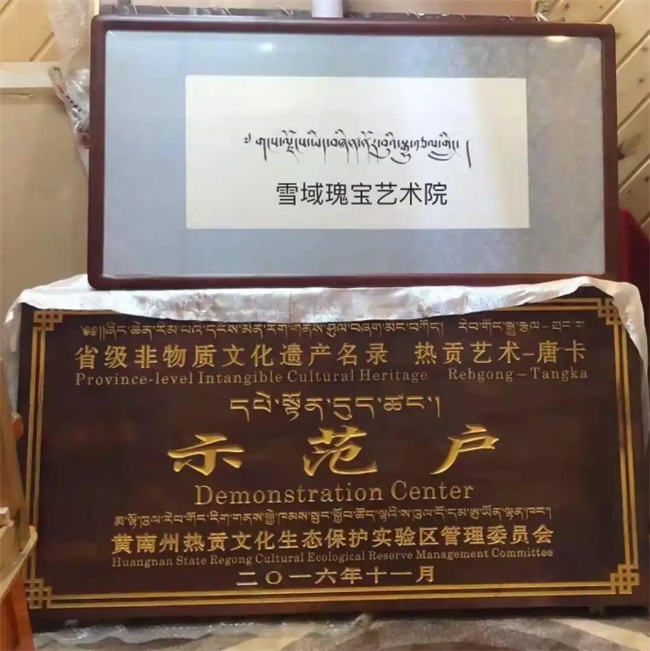 雪域瑰宝艺术院
省级非物质文化遗产名录 热贡艺术-唐卡
Province-level Intangible Cultural Heritage Rebgong-Tangka
དཔེ་སྟོན་དུད་ཚང་།
示范户
Demonstration Center
黄南州热贡文化生态保护实验区管理委员会
Huangnan State Regong Cultural Ecological Reserve Management Committee
二〇一六年十一月